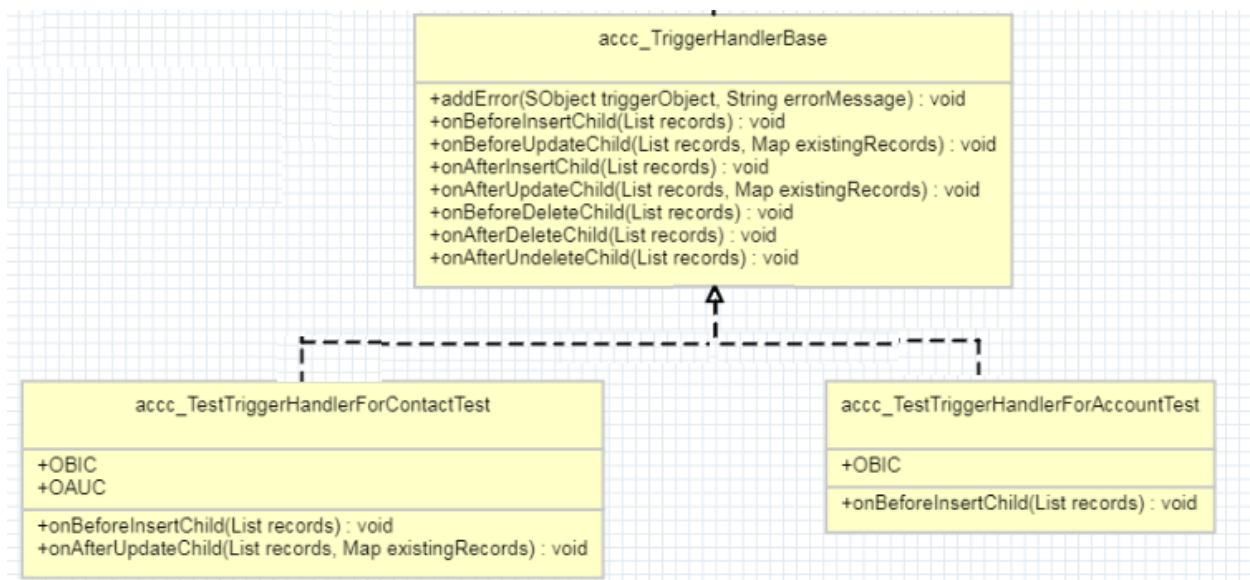 accc_TriggerHandlerBase
+addError(SObject triggerObject, String errorMessage) : void
+onBeforeInsertChild(List records) : void
+onBeforeUpdateChild(List records, Map existingRecords) : void
+onAfterInsertChild(List records) : void
+onAfterUpdateChild(List records, Map existingRecords) : void
+onBeforeDeleteChild(List records) : void
+onAfterDeleteChild(List records) : void
+onAfterUndeleteChild(List records) : void
accc_TestTriggerHandlerForContactTest
+OBIC
+OAUC
+onBeforeInsertChild(List records) : void
+onAfterUpdateChild(List records, Map existingRecords) : void
accc_TestTriggerHandlerForAccountTest
+OBIC
+onBeforeInsertChild(List records) : void